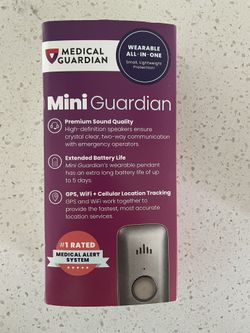 MEDICAL
GUARDIAN
WEARABLE
ALL-IN-ONE
Small, Lightweight
Protection!
Mini Guardian
Premium Sound Quality
High-definition speakers ensure
crystal clear, two-way communication
with emergency operators.
Extended Battery Life
Mini Guardian's wearable pendant
has an extra long battery life of up
to 5 days.
GPS, WiFi + Cellular Location Tracking
GPS and WiFi work together to
provide the fastest, most accurate
location services.
#1 RATED
MEDICAL ALERT
SYSTEM